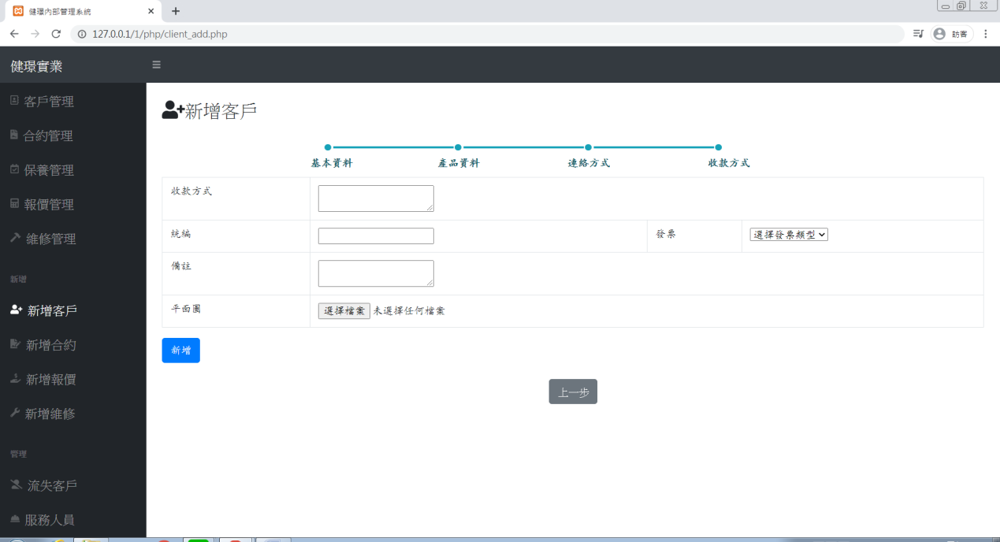 健璟內部管理系統
127.0.0.1/1/php/client_add.php
訪客
健璟實業
客戶管理
合約管理
保養管理
報價管理
維修管理
新增
新增客戶
新增合約
新增報價
新增維修
管理
流失客戶
服務人員
新增客戶
基本資料 產品資料 連絡方式 收款方式
收款方式
統編 發票 選擇發票類型
備註
平面圖 選擇檔案 未選擇任何檔案
新增
上一步